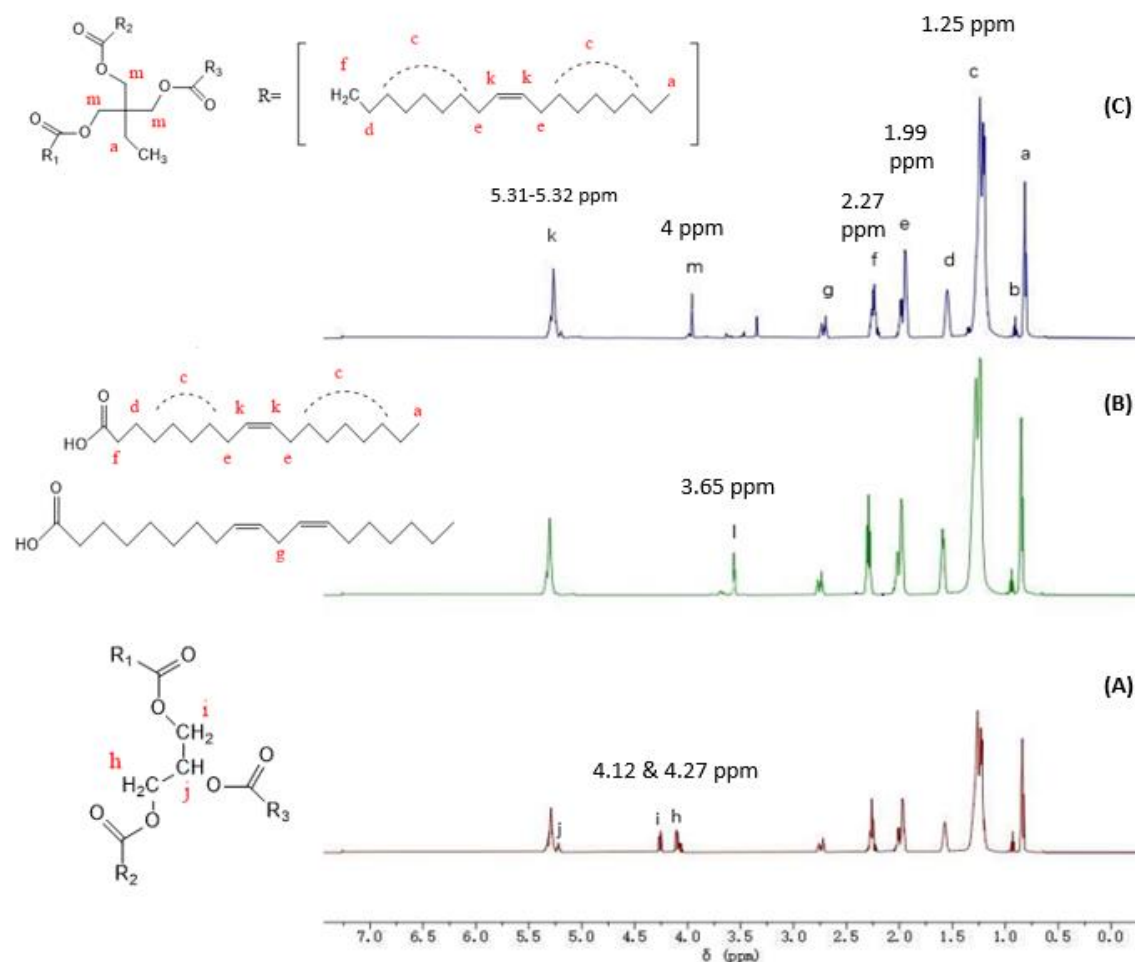 1.25 ppm
R₂
O
O
R₃
O
O
m
m
m
O
O
R₁
a
CH₃
R=
f
H₂C
d
c
k
k
c
e
e
a
(C)
c
1.99
ppm
a
5.31-5.32 ppm
2.27
ppm
4 ppm
k
m
g
f
e
d
b
O
HO
f
d
c
k
k
c
e
e
a
(B)
O
HO
g
3.65 ppm
l
R₁
O
O
i
CH₂
h
H₂C
CH
j
O
O
R₃
O
O
R₂
(A)
4.12 & 4.27 ppm
j
i
h
7.0 6.5 6.0 5.5 5.0 4.5 4.0 3.5 3.0 2.5 2.0 1.5 1.0 0.5 0.0
δ (ppm)